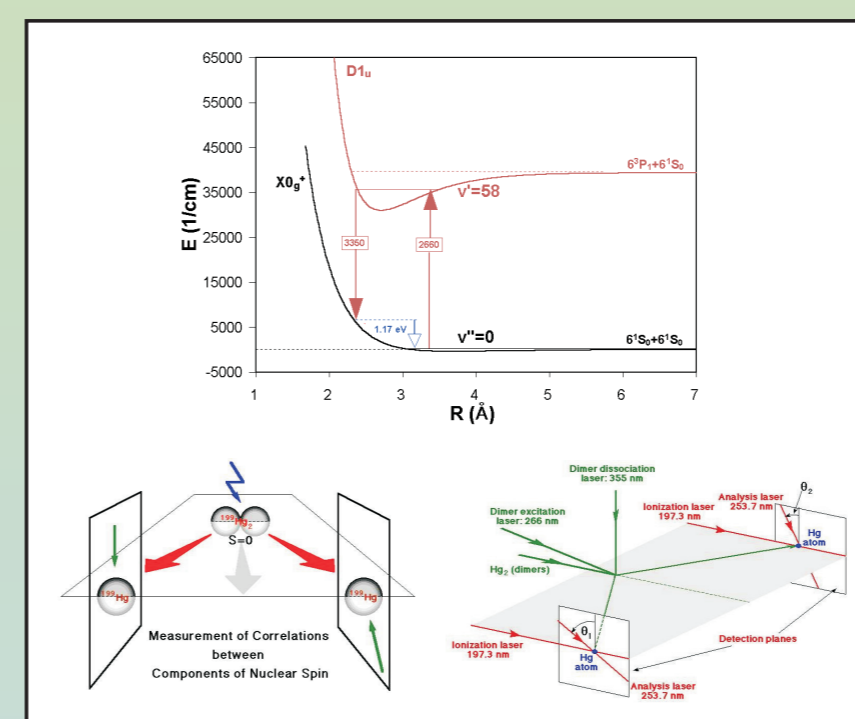 65000
55000
45000
35000
25000
15000
5000
-5000
E (1/cm)
D1u
X0g+
6³P₁+6¹S₀
v'=58
3350
2660
1.17 eV
v"=0
6¹S₀+6¹S₀
1 2 3 4 5 6 7
R (Å)
199Hg2
S=0
199Hg
199Hg
Measurement of Correlations
between
Components of Nuclear Spin
Dimer dissociation
laser: 355 nm
Dimer excitation
laser: 266 nm
Hg₂ (dimers)
Ionization laser
197.3 nm
Analysis laser
253.7 nm
θ₂
Hg
atom
θ₁
Detection planes
Ionization laser
197.3 nm
Hg
atom
Analysis laser
253.7 nm